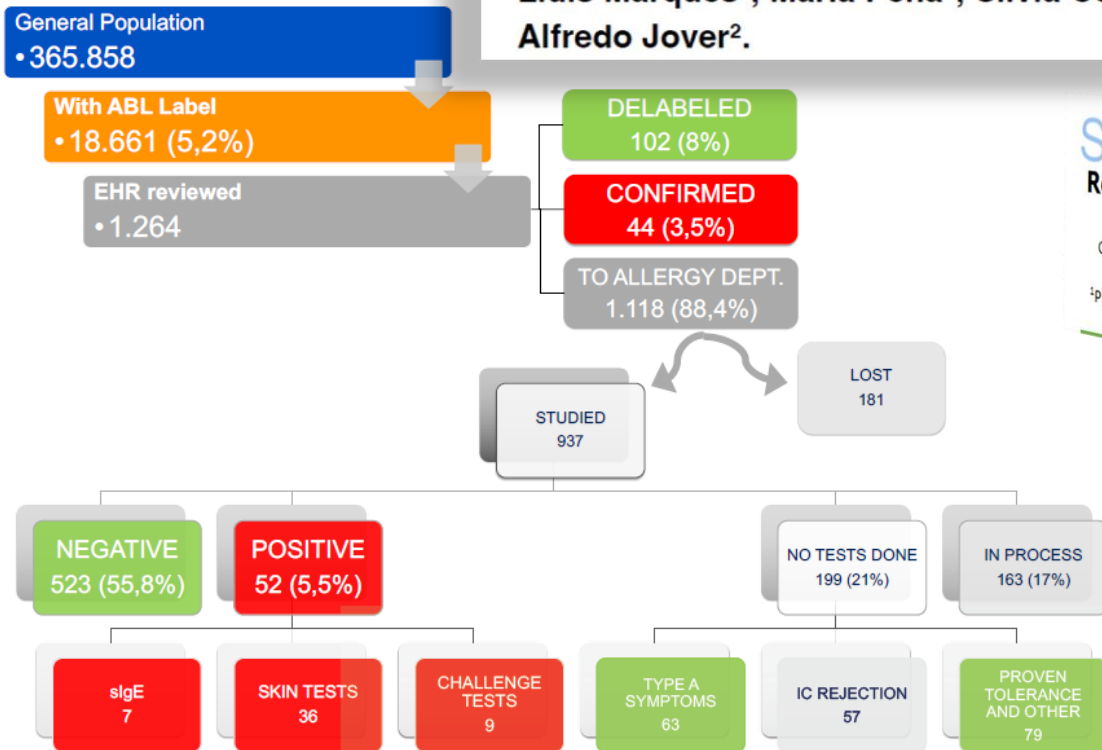 Alfredo Jover².
General Population
• 365.858
With ABL Label
• 18.661 (5,2%)
EHR reviewed
• 1.264
DELABELED
102 (8%)
CONFIRMED
44 (3,5%)
TO ALLERGY DEPT.
1.118 (88,4%)
LOST
181
STUDIED
937
NEGATIVE
523 (55,8%)
POSITIVE
52 (5,5%)
NO TESTS DONE
199 (21%)
IN PROCESS
163 (17%)
sIgE
7
SKIN TESTS
36
CHALLENGE
TESTS
9
TYPE A
SYMPTOMS
63
IC REJECTION
57
PROVEN
TOLERANCE
AND OTHER
79